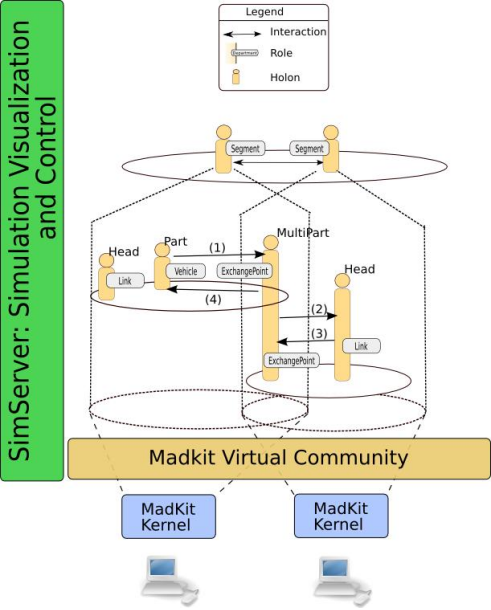 Legend
Interaction
Role
Holon
SimServer: Simulation Visualization
and Control
Segment
Segment
Head
Part
(1)
MultiPart
Link
Vehicle
ExchangePoint
Head
(4)
(2)
(3)
Link
ExchangePoint
Madkit Virtual Community
MadKit
Kernel
MadKit
Kernel